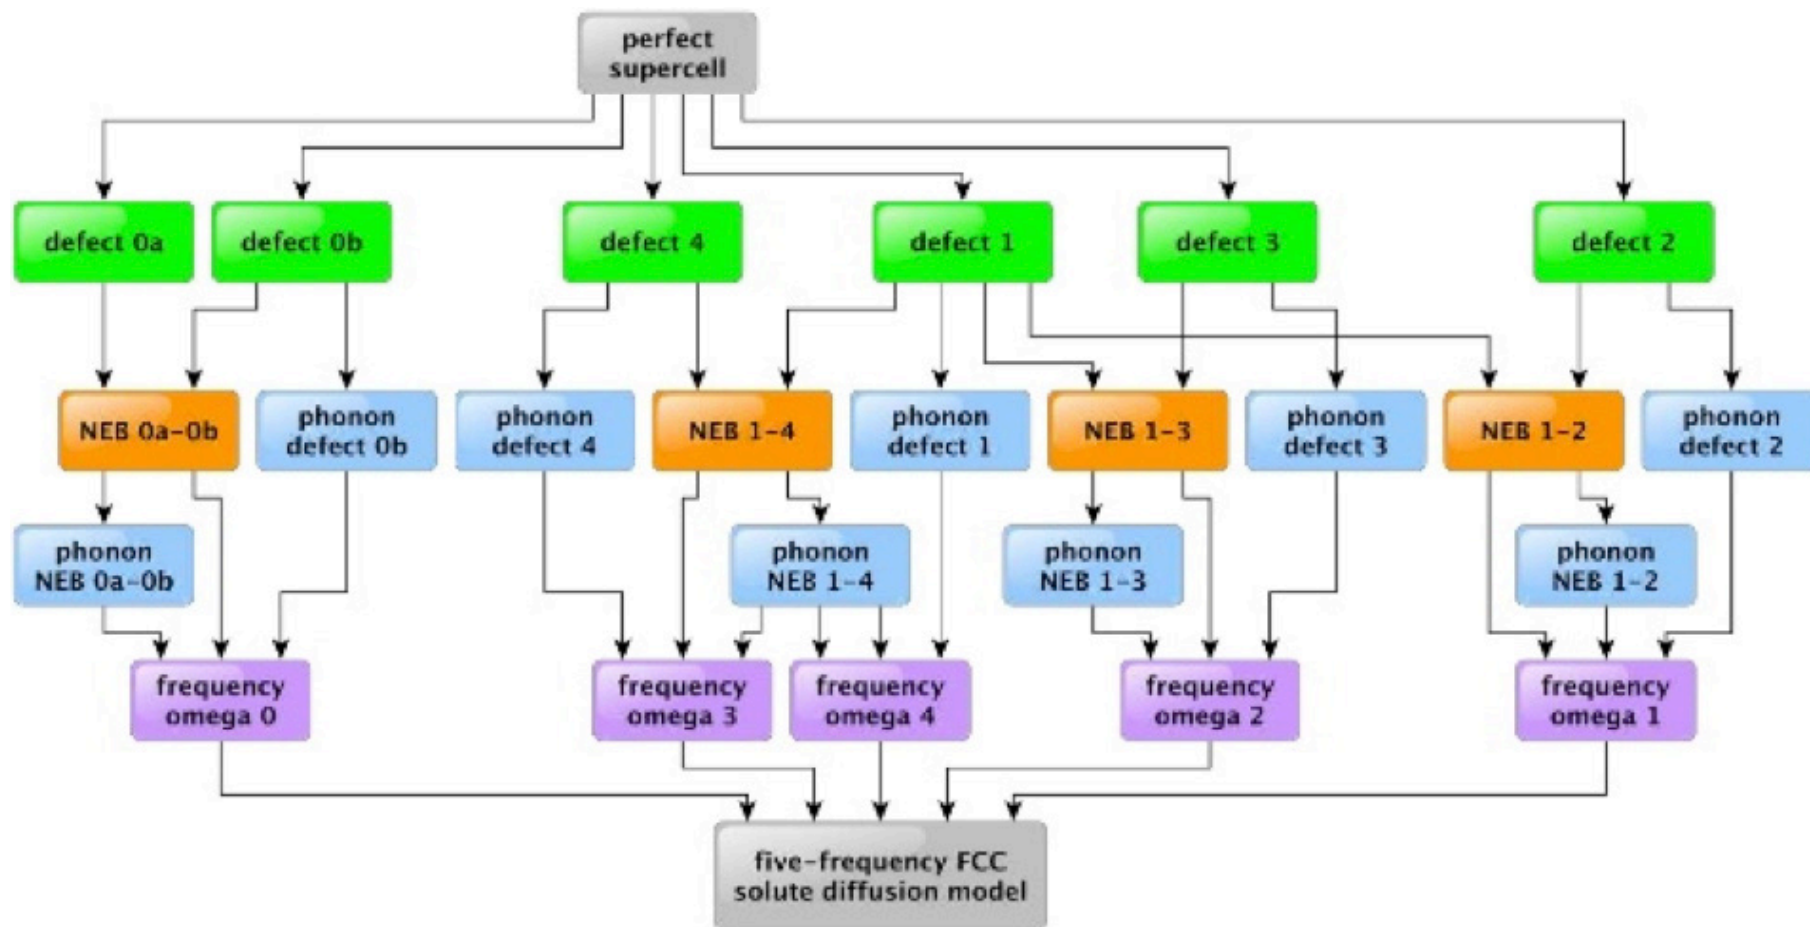 perfect
supercell
defect 0a
defect 0b
defect 4
defect 1
defect 3
defect 2
NEB 0a-0b
phonon
defect 0b
phonon
defect 4
NEB 1-4
phonon
defect 1
NEB 1-3
phonon
defect 3
NEB 1-2
phonon
defect 2
phonon
NEB 0a-0b
phonon
NEB 1-4
phonon
NEB 1-3
phonon
NEB 1-2
frequency
omega 0
frequency
omega 3
frequency
omega 4
frequency
omega 2
frequency
omega 1
five-frequency FCC
solute diffusion model